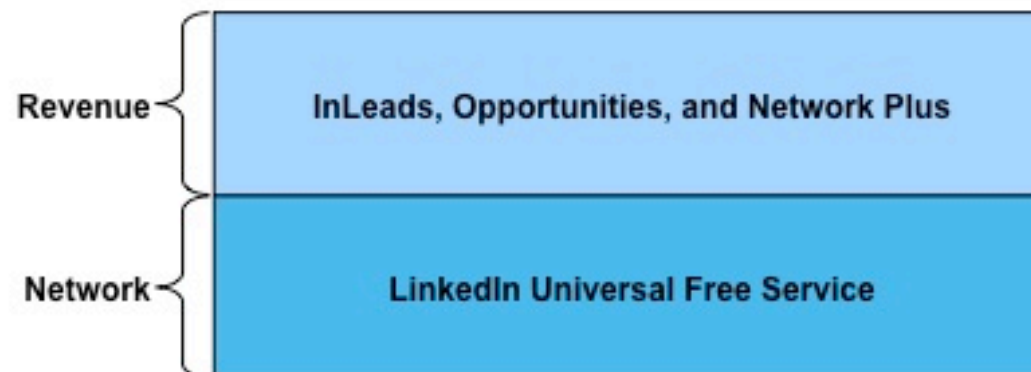 Revenue
InLeads, Opportunities, and Network Plus
Network
LinkedIn Universal Free Service